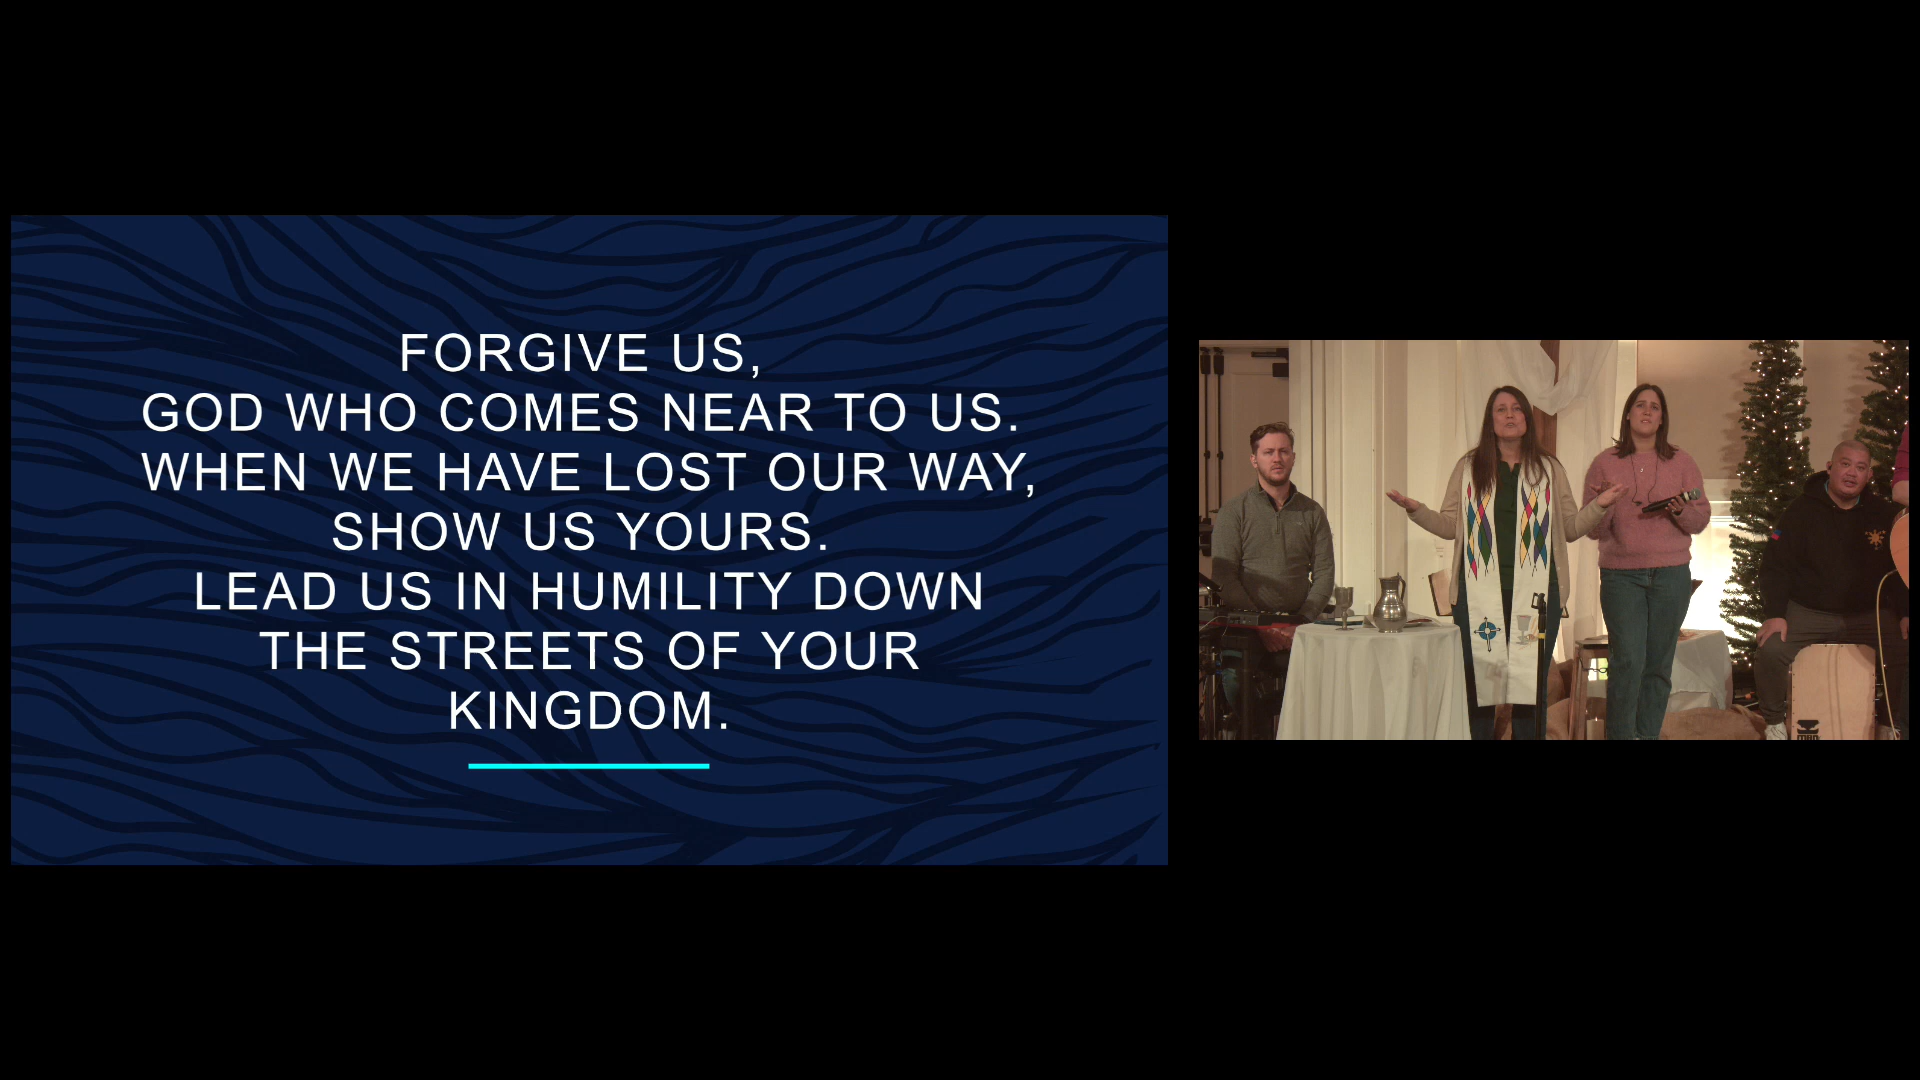 FORGIVE US,
GOD WHO COMES NEAR TO US.
WHEN WE HAVE LOST OUR WAY,
SHOW US YOURS.
LEAD US IN HUMILITY DOWN
THE STREETS OF YOUR
KINGDOM.